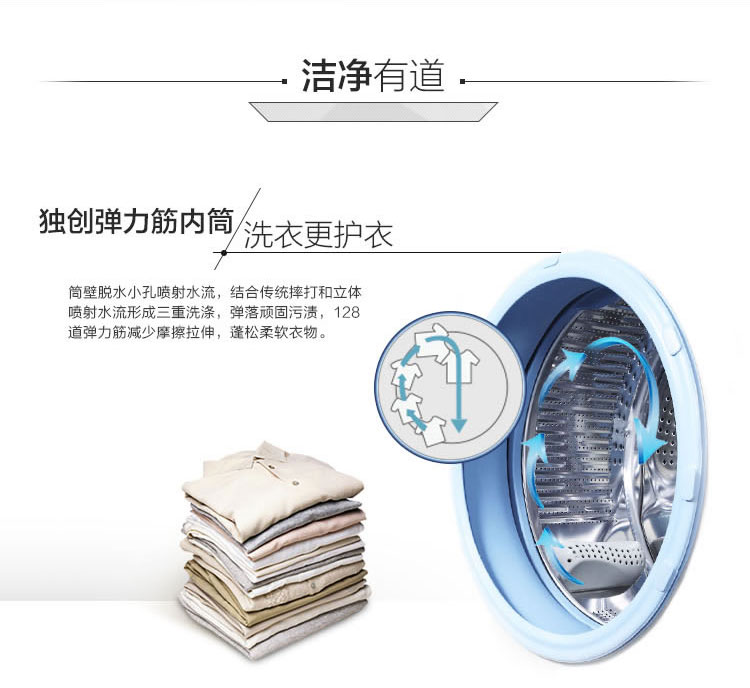 洁净有道
独创弹力筋内筒
洗衣更护衣
筒壁脱水小孔喷射水流，结合传统摔打和立体
喷射水流形成三重洗涤，弹落顽固污渍，128
道弹力筋减少摩擦拉伸，蓬松柔软衣物。